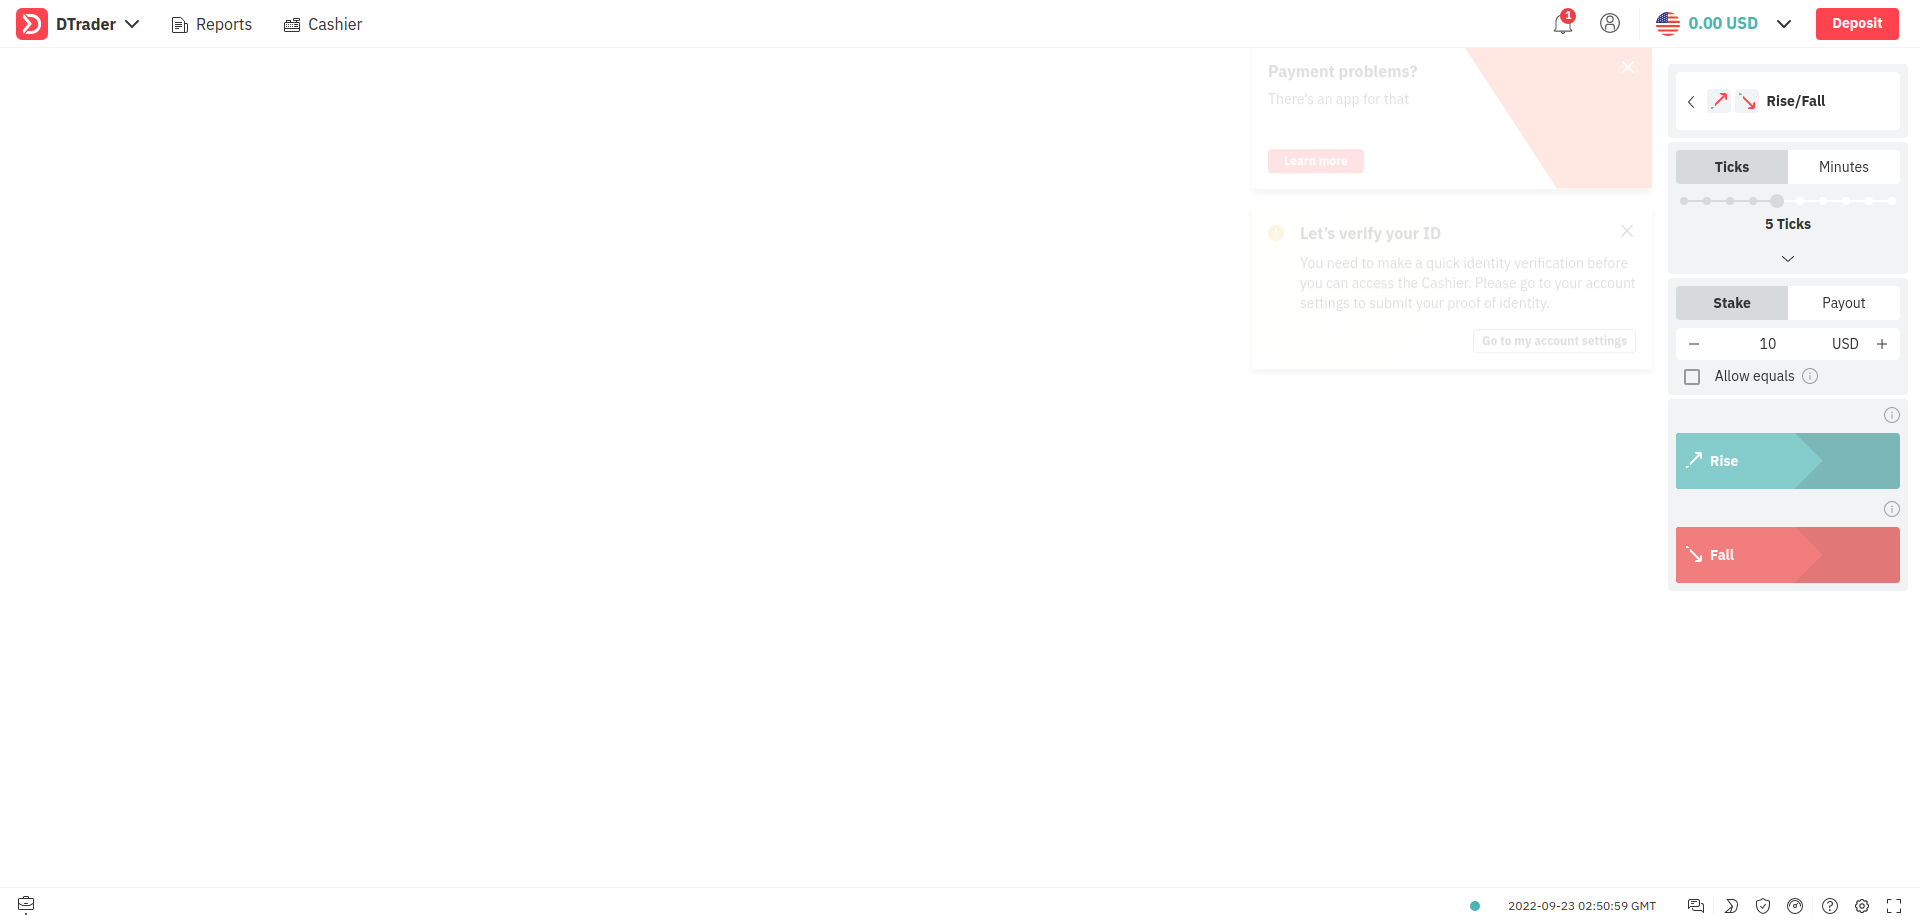 DTrader
Reports
Cashier
1
0.00 USD
Deposit
Payment problems?
There's an app for that
Learn more
Let's verify your ID
You need to make a quick identity verification before
you can access the Cashier. Please go to your account
settings to submit your proof of identity.
Go to my account settings
Rise/Fall
Ticks
Minutes
5 Ticks
Stake
Payout
10
USD
Allow equals
Rise
Fall
2022-09-23 02:50:59 GMT